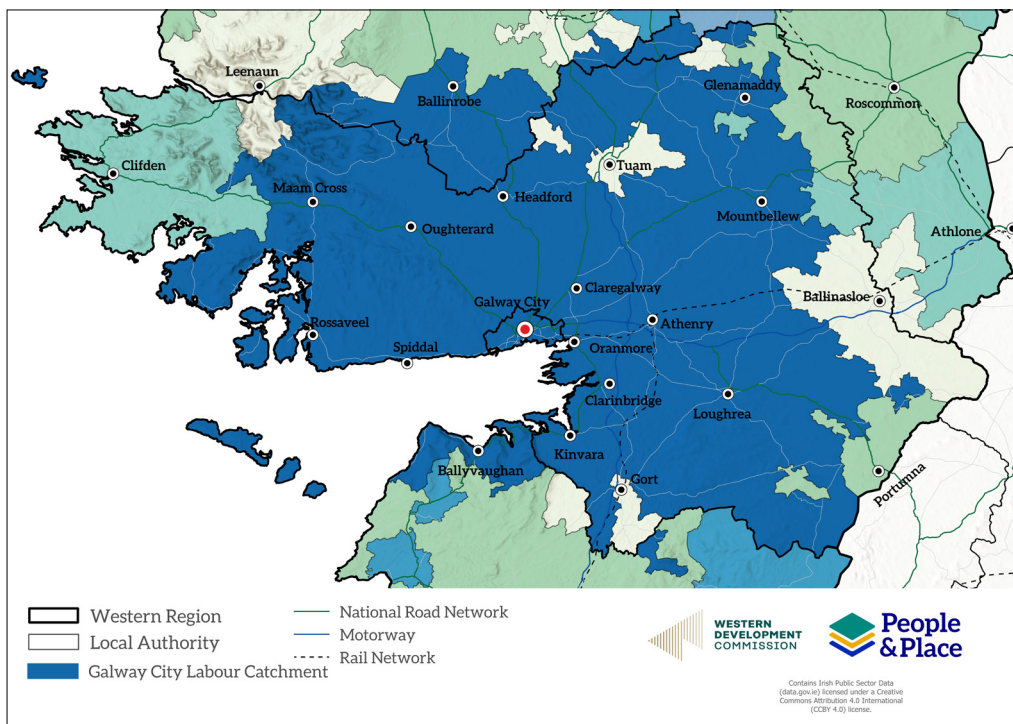 Leenaun
Ballinrobe
Glenamaddy
Roscommon
Clifden
Tuam
Maam Cross
Headford
Mountbellew
Oughterard
Athlone
Claregalway
Ballinasloe
Galway City
Athenry
Rossaveel
Oranmore
Spiddal
Clarinbridge
Loughrea
Kinvara
Ballyvaughan
Portumna
Gort
Western Region
Local Authority
Galway City Labour Catchment
National Road Network
Motorway
Rail Network
WESTERN
DEVELOPMENT
COMMISSION
People
& Place
Contains Irish Public Sector Data
(data.gov.ie) licensed under a Creative
Commons Attribution 4.0 International
(CCBY 4.0) license.